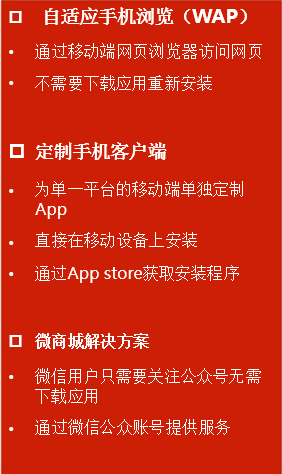 自适应手机浏览（WAP）
通过移动端网页浏览器访问网页
不需要下载应用重新安装
定制手机客户端
为单一平台的移动端单独定制
App
直接在移动设备上安装
通过App store获取安装程序
微商城解决方案
微信用户只需要关注公众号无需
下载应用
通过微信公众账号提供服务